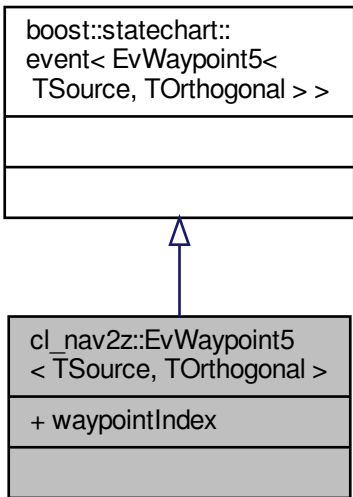 boost::statechart::
event< EvWaypoint5<
 TSource, TOrthogonal > >
cl_nav2z::EvWaypoint5
< TSource, TOrthogonal >
+ waypointIndex